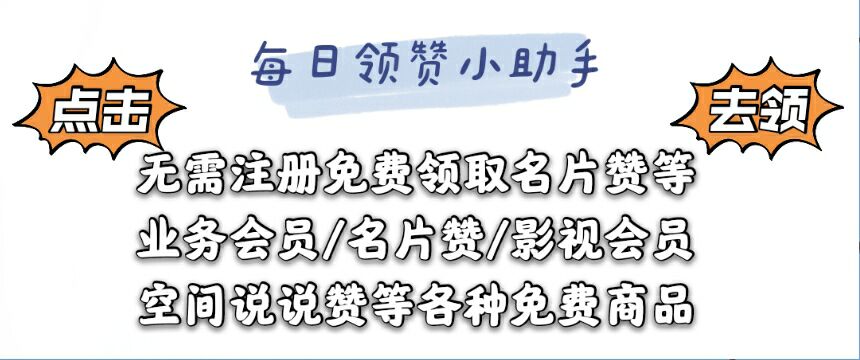 每日领赞小助手
点击
去领
无需注册免费领取名片赞等
业务会员/名片赞/影视会员
空间说说赞等各种免费商品